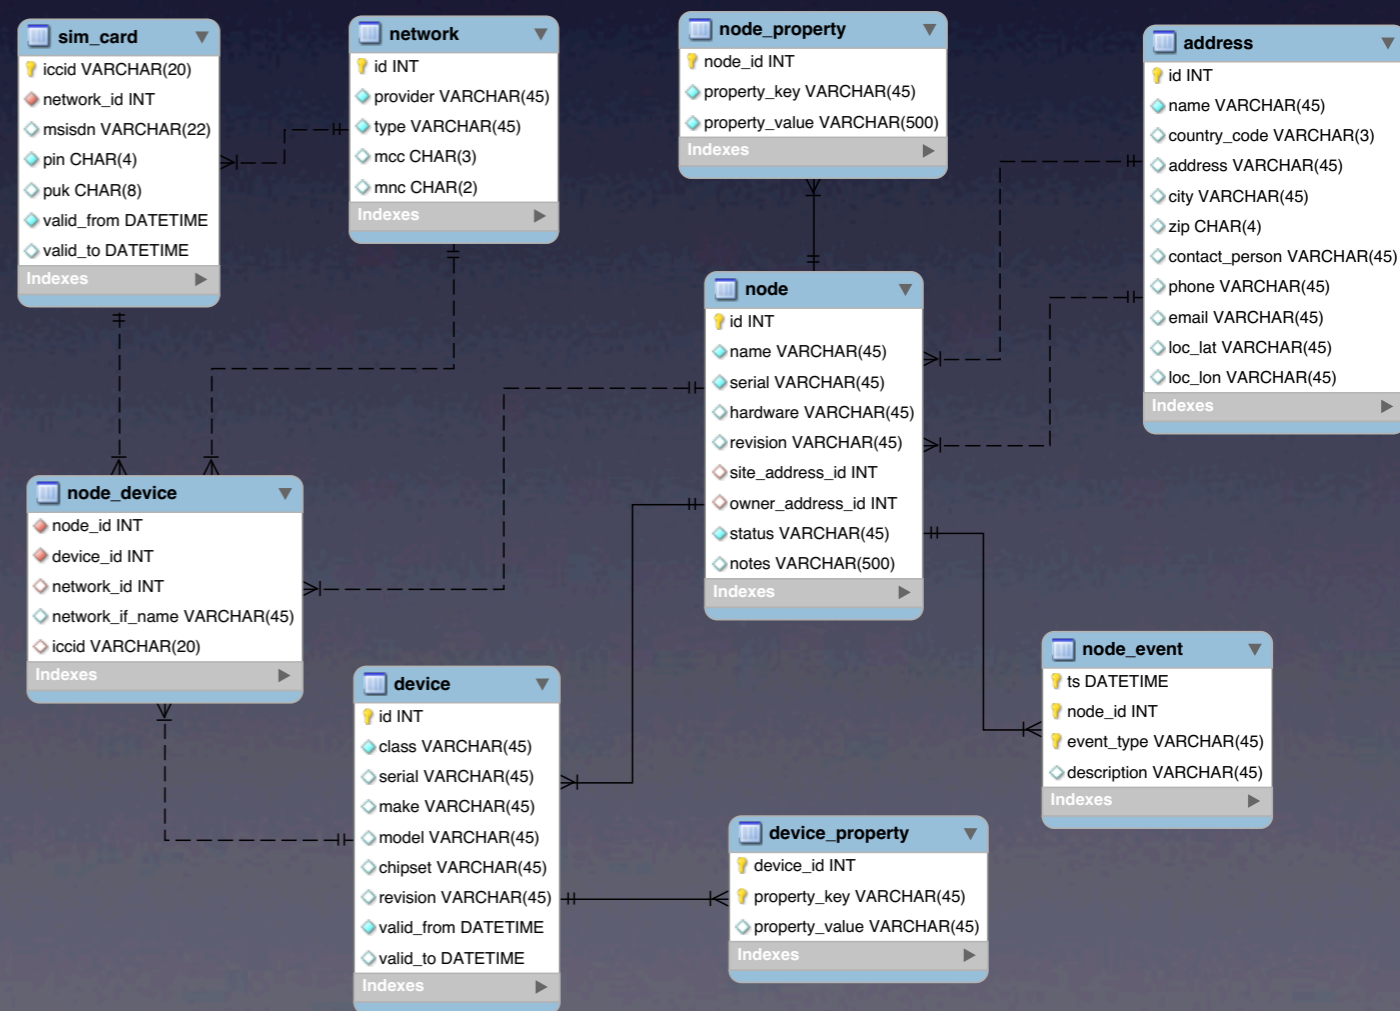 sim_card
iccid VARCHAR(20)
network_id INT
msisdn VARCHAR(22)
pin CHAR(4)
puk CHAR(8)
valid_from DATETIME
valid_to DATETIME
Indexes
network
id INT
provider VARCHAR(45)
type VARCHAR(45)
mcc CHAR(3)
mnc CHAR(2)
Indexes
node_property
node_id INT
property_key VARCHAR(45)
property_value VARCHAR(500)
Indexes
address
id INT
name VARCHAR(45)
country_code VARCHAR(3)
address VARCHAR(45)
city VARCHAR(45)
zip CHAR(4)
contact_person VARCHAR(45)
phone VARCHAR(45)
email VARCHAR(45)
loc_lat VARCHAR(45)
loc_lon VARCHAR(45)
Indexes
node
id INT
name VARCHAR(45)
serial VARCHAR(45)
hardware VARCHAR(45)
revision VARCHAR(45)
site_address_id INT
owner_address_id INT
status VARCHAR(45)
notes VARCHAR(500)
Indexes
node_device
node_id INT
device_id INT
network_id INT
network_if_name VARCHAR(45)
iccid VARCHAR(20)
Indexes
device
id INT
class VARCHAR(45)
serial VARCHAR(45)
make VARCHAR(45)
model VARCHAR(45)
chipset VARCHAR(45)
revision VARCHAR(45)
valid_from DATETIME
valid_to DATETIME
Indexes
node_event
ts DATETIME
node_id INT
event_type VARCHAR(45)
description VARCHAR(45)
Indexes
device_property
device_id INT
property_key VARCHAR(45)
property_value VARCHAR(45)
Indexes